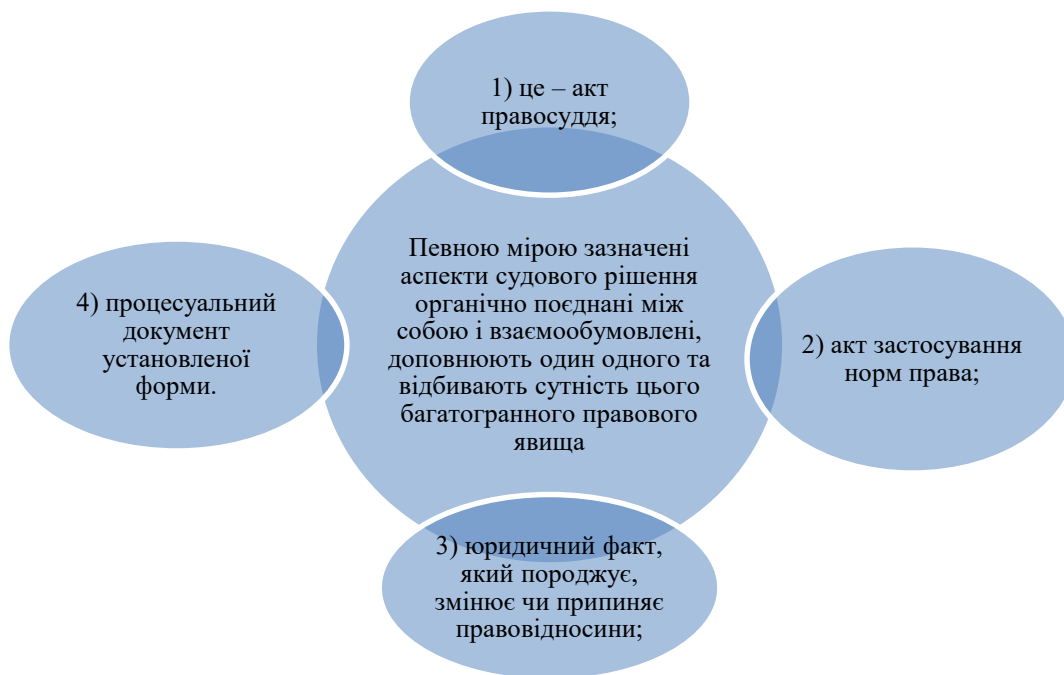 1) це – акт
правосуддя;
Певною мірою зазначені
аспекти судового рішення
органічно поєднані між
собою і взаємообумовлені,
доповнюють один одного та
відбивають сутність цього
багатогранного правового
явища
2) акт застосування
норм права;
3) юридичний факт,
який породжує,
змінює чи припиняє
правовідносини;
4) процесуальний
документ
установленої
форми.